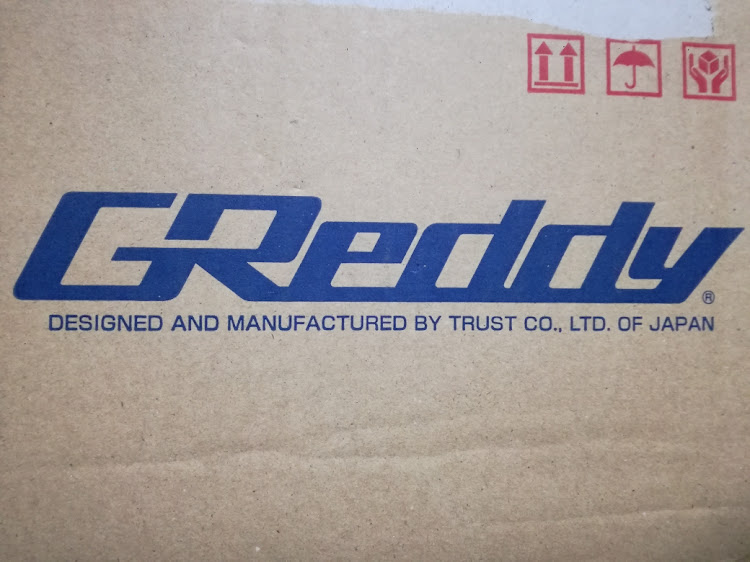 GReddy®
DESIGNED AND MANUFACTURED BY TRUST CO., LTD. OF JAPAN